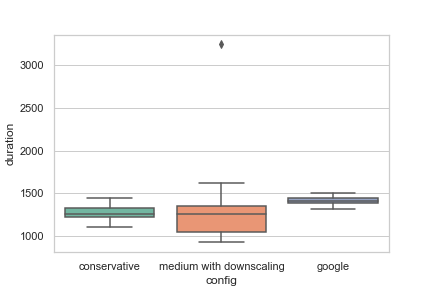 3000
2500
2000
1500
1000
duration
conservative
medium with downscaling
google
config